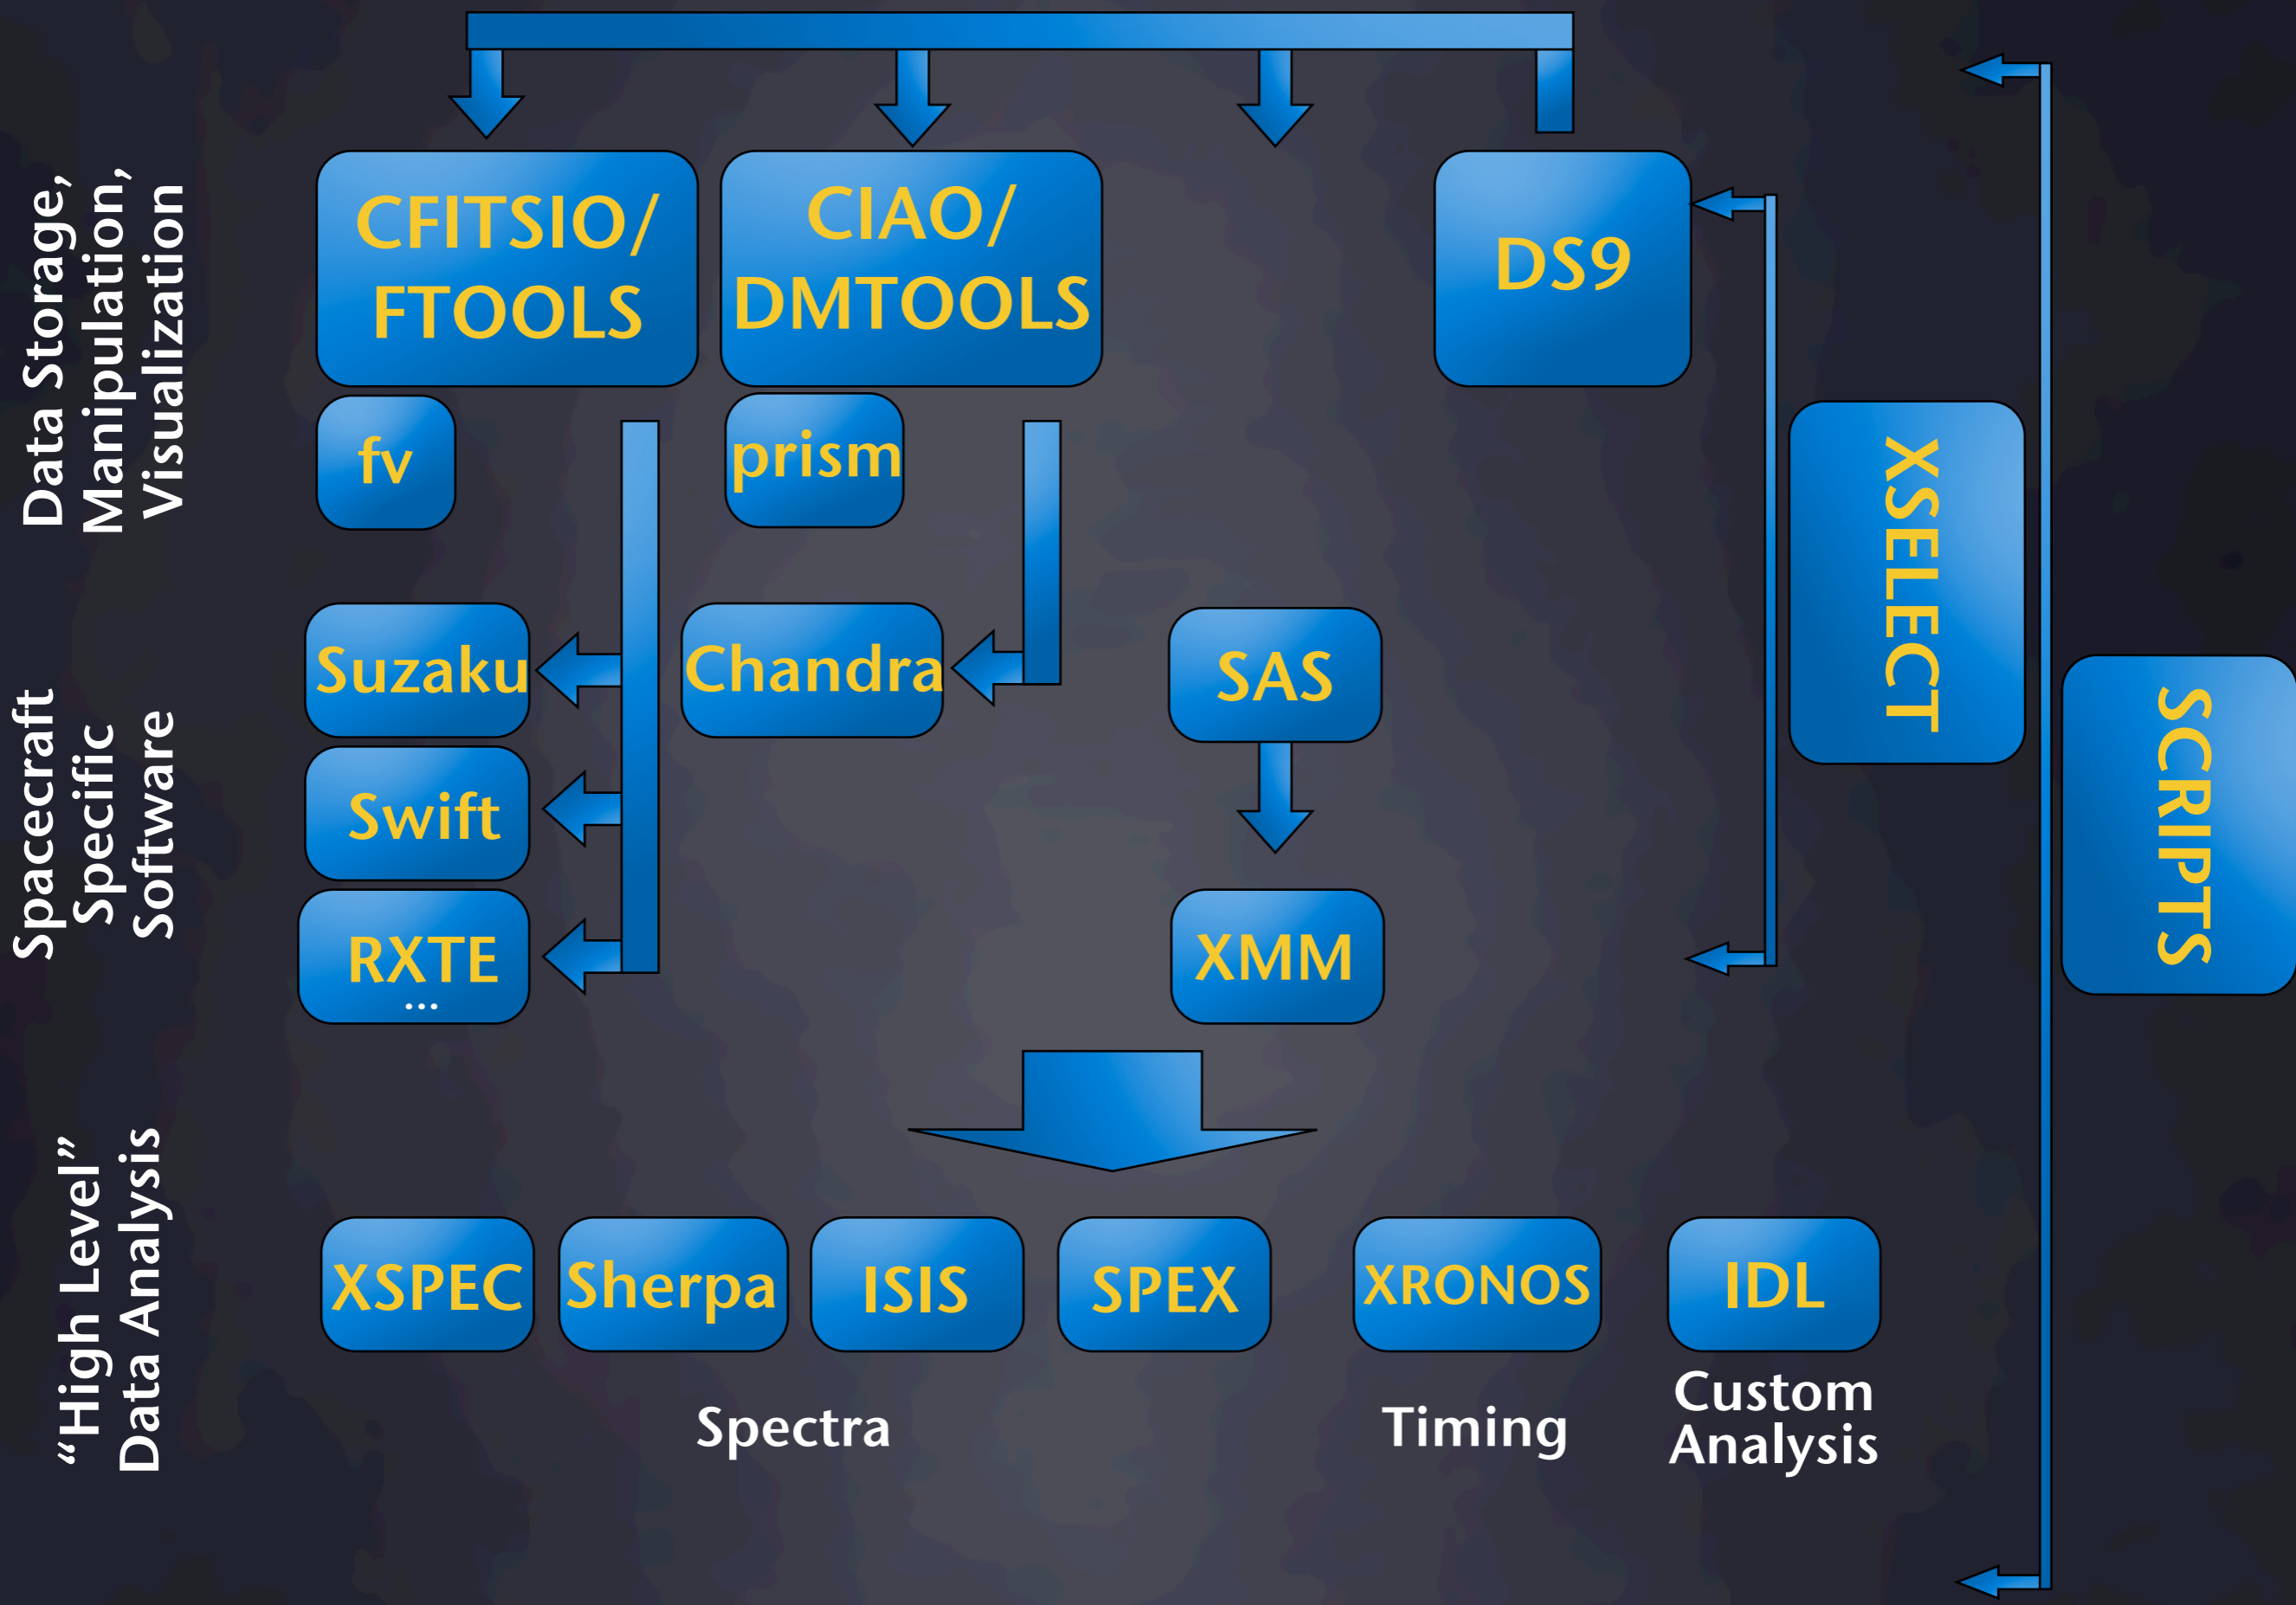 Data Storage,
Manipulation,
Visualization
CFITSIO/
FTOOLS
CIAO/
DMTOOLS
DS9
fv
prism
XSELECT
SCRIPTS
Spacecraft
Specific
Software
Suzaku
Chandra
SAS
Swift
RXTE
...
XMM
“High Level”
Data Analysis
XSPEC
Sherpa
ISIS
SPEX
XRONOS
IDL
Spectra
Timing
Custom
Analysis